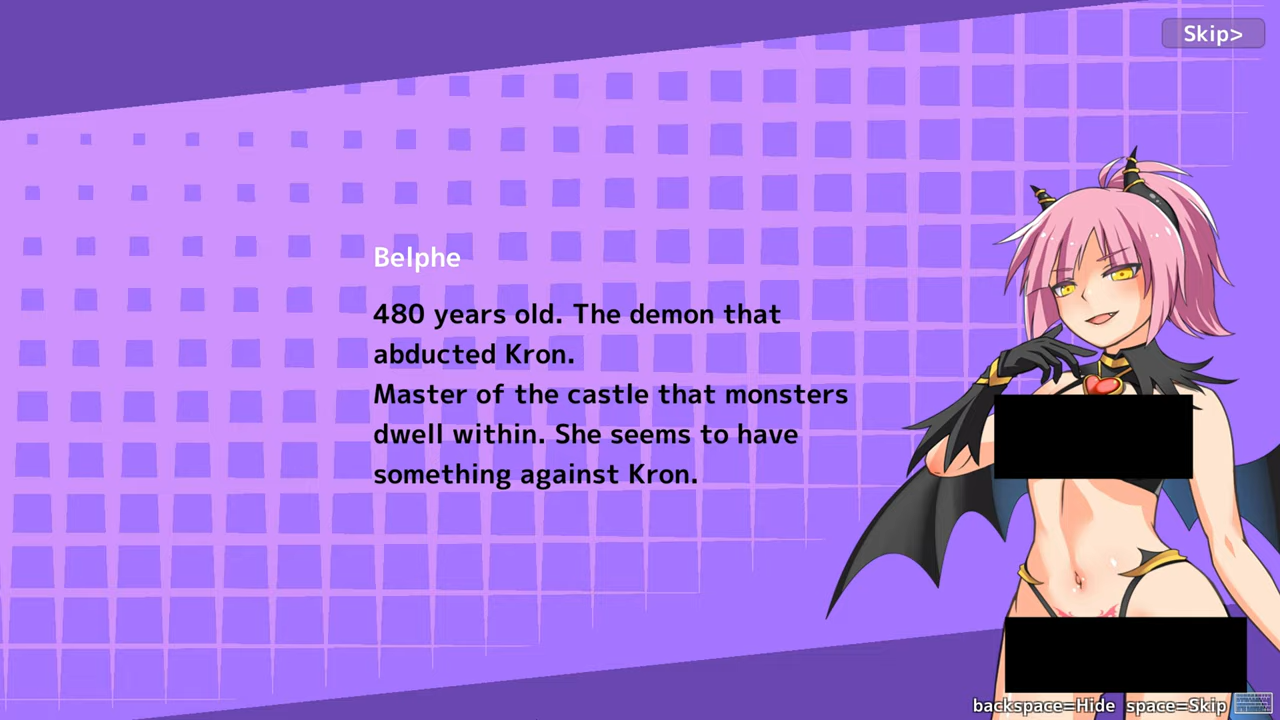 Skip>
Belphe
480 years old. The demon that
abducted Kron.
Master of the castle that monsters
dwell within. She seems to have
something against Kron.
backspace=Hide space=Skip